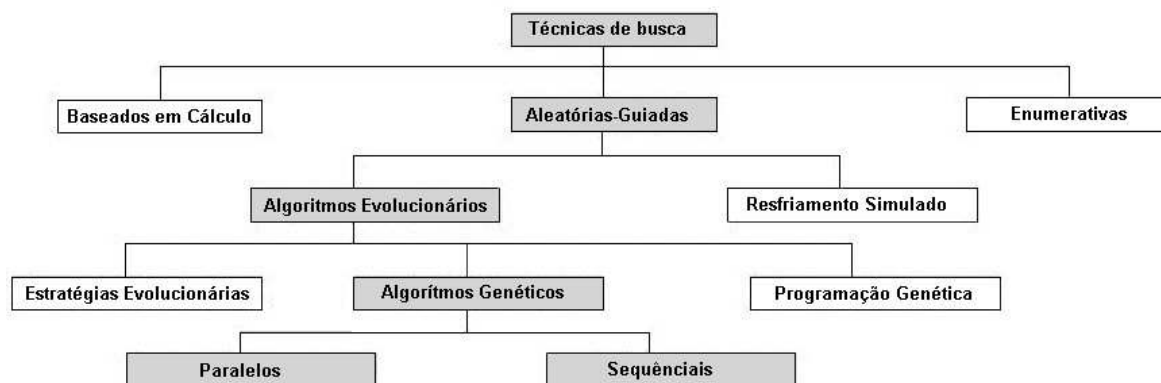 Técnicas de busca
Baseados em Cálculo
Aleatórias-Guiadas
Enumerativas
Algoritmos Evolucionários
Resfriamento Simulado
Estratégias Evolucionárias
Algorítmos Genéticos
Programação Genética
Paralelos
Sequênciais